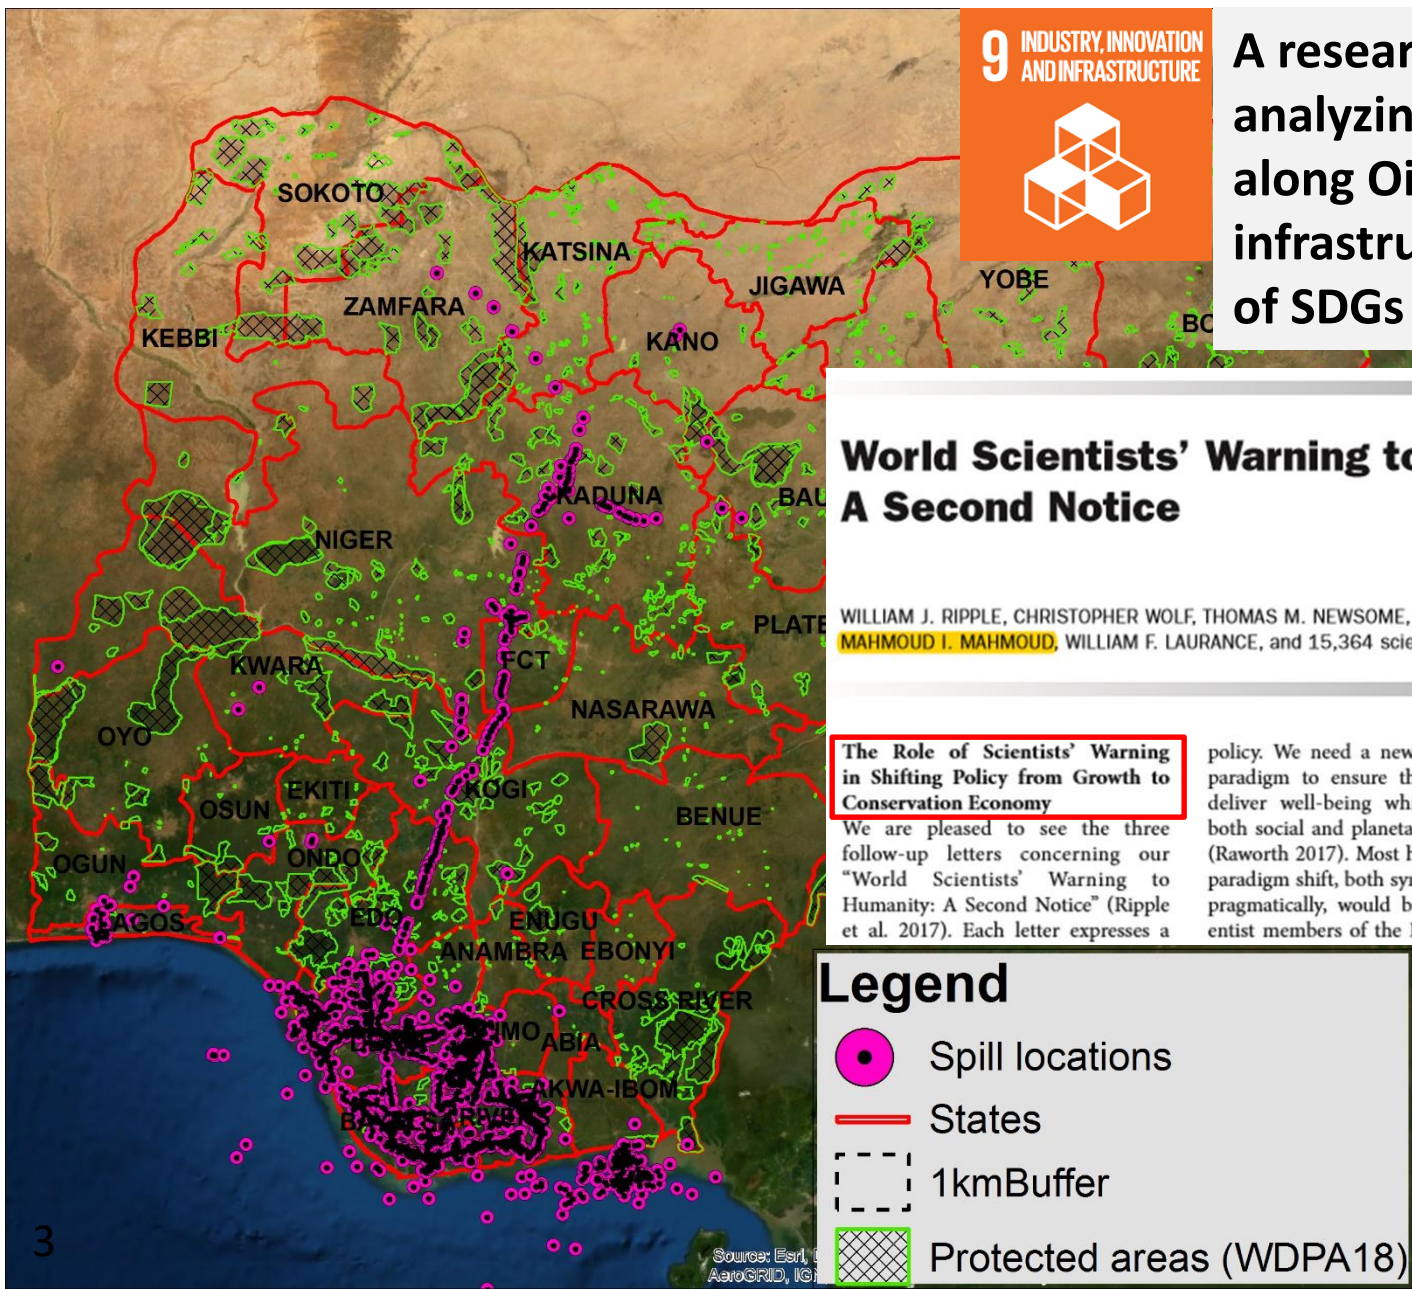 9 INDUSTRY, INNOVATION
AND INFRASTRUCTURE
A resear
analyzin
along Oi
infrastru
of SDGs
SOKOTO
KATSINA
JIGAWA
YOBE
ZAMFARA
KEBBI
KANO
BO
KADUNA
BAU
NIGER
PLATE
KWARA
FCT
NASARAWA
OYO
EKITI
OSUN
KOGI
BENUE
OGUN
ONDO
LAGOS
EDO
ENUGU
ANAMBRA
EBONYI
CROSS RIVER
IMO
ABIA
AKWA-IBOM
World Scientists' Warning to
A Second Notice
WILLIAM J. RIPPLE, CHRISTOPHER WOLF, THOMAS M. NEWSOME,
MAHMOUD I. MAHMOUD, WILLIAM F. LAURANCE, and 15,364 scie
The Role of Scientists' Warning
in Shifting Policy from Growth to
Conservation Economy
We are pleased to see the three
follow-up letters concerning our
"World Scientists' Warning to
Humanity: A Second Notice" (Ripple
et al. 2017). Each letter expresses a
policy. We need a new
paradigm to ensure th
deliver well-being whi
both social and planeta
(Raworth 2017). Most h
paradigm shift, both syr
pragmatically, would b
entist members of the
Legend
Spill locations
States
1kmBuffer
Protected areas (WDPA18)
3
Source: Esri,
AeroGRID, IG